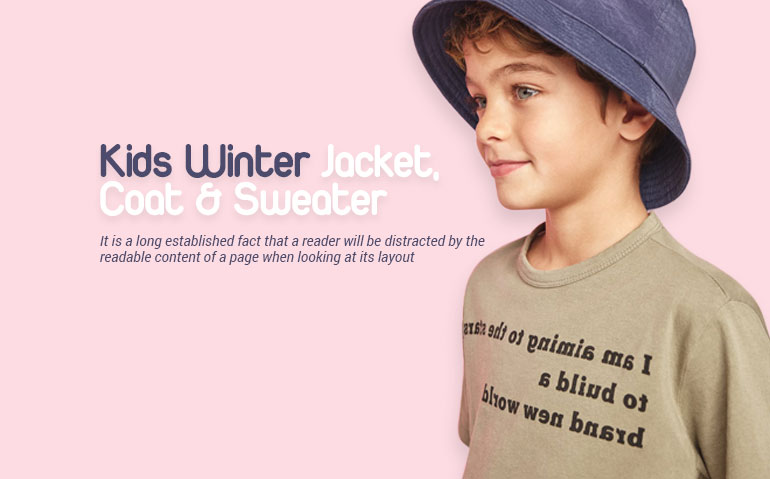 Kids Winter Jacket,
Coat & Sweater
It is a long established fact that a reader will be distracted by the
readable content of a page when looking at its layout
I am aiming to the stars
to build a
brand new world